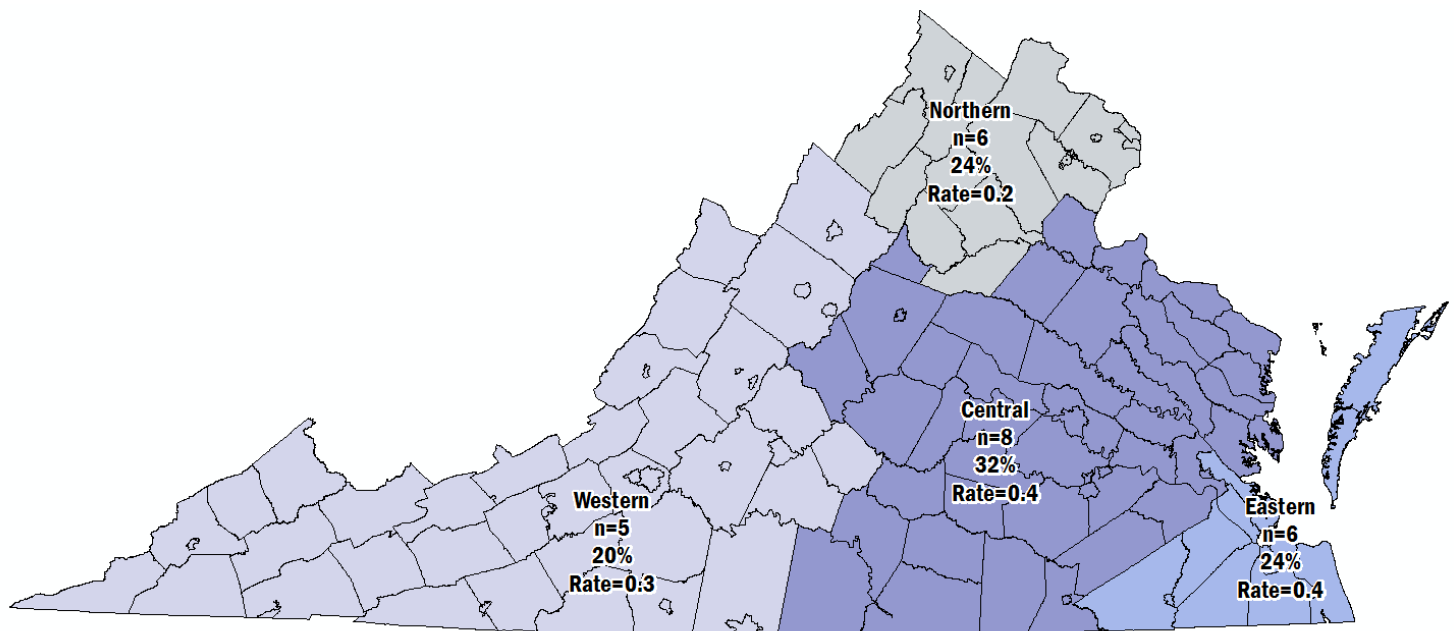 Northern
n=6
24%
Rate=0.2
Central
n=8
32%
Rate=0.4
Western
n=5
20%
Rate=0.3
Eastern
n=6
24%
Rate=0.4